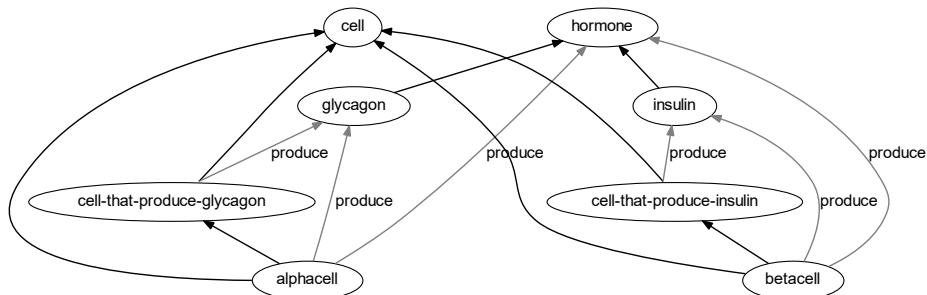 cell
hormone
glycagon
insulin
produce
produce
produce
produce
cell-that-produce-glycagon
produce
cell-that-produce-insulin
produce
alphacell
betacell